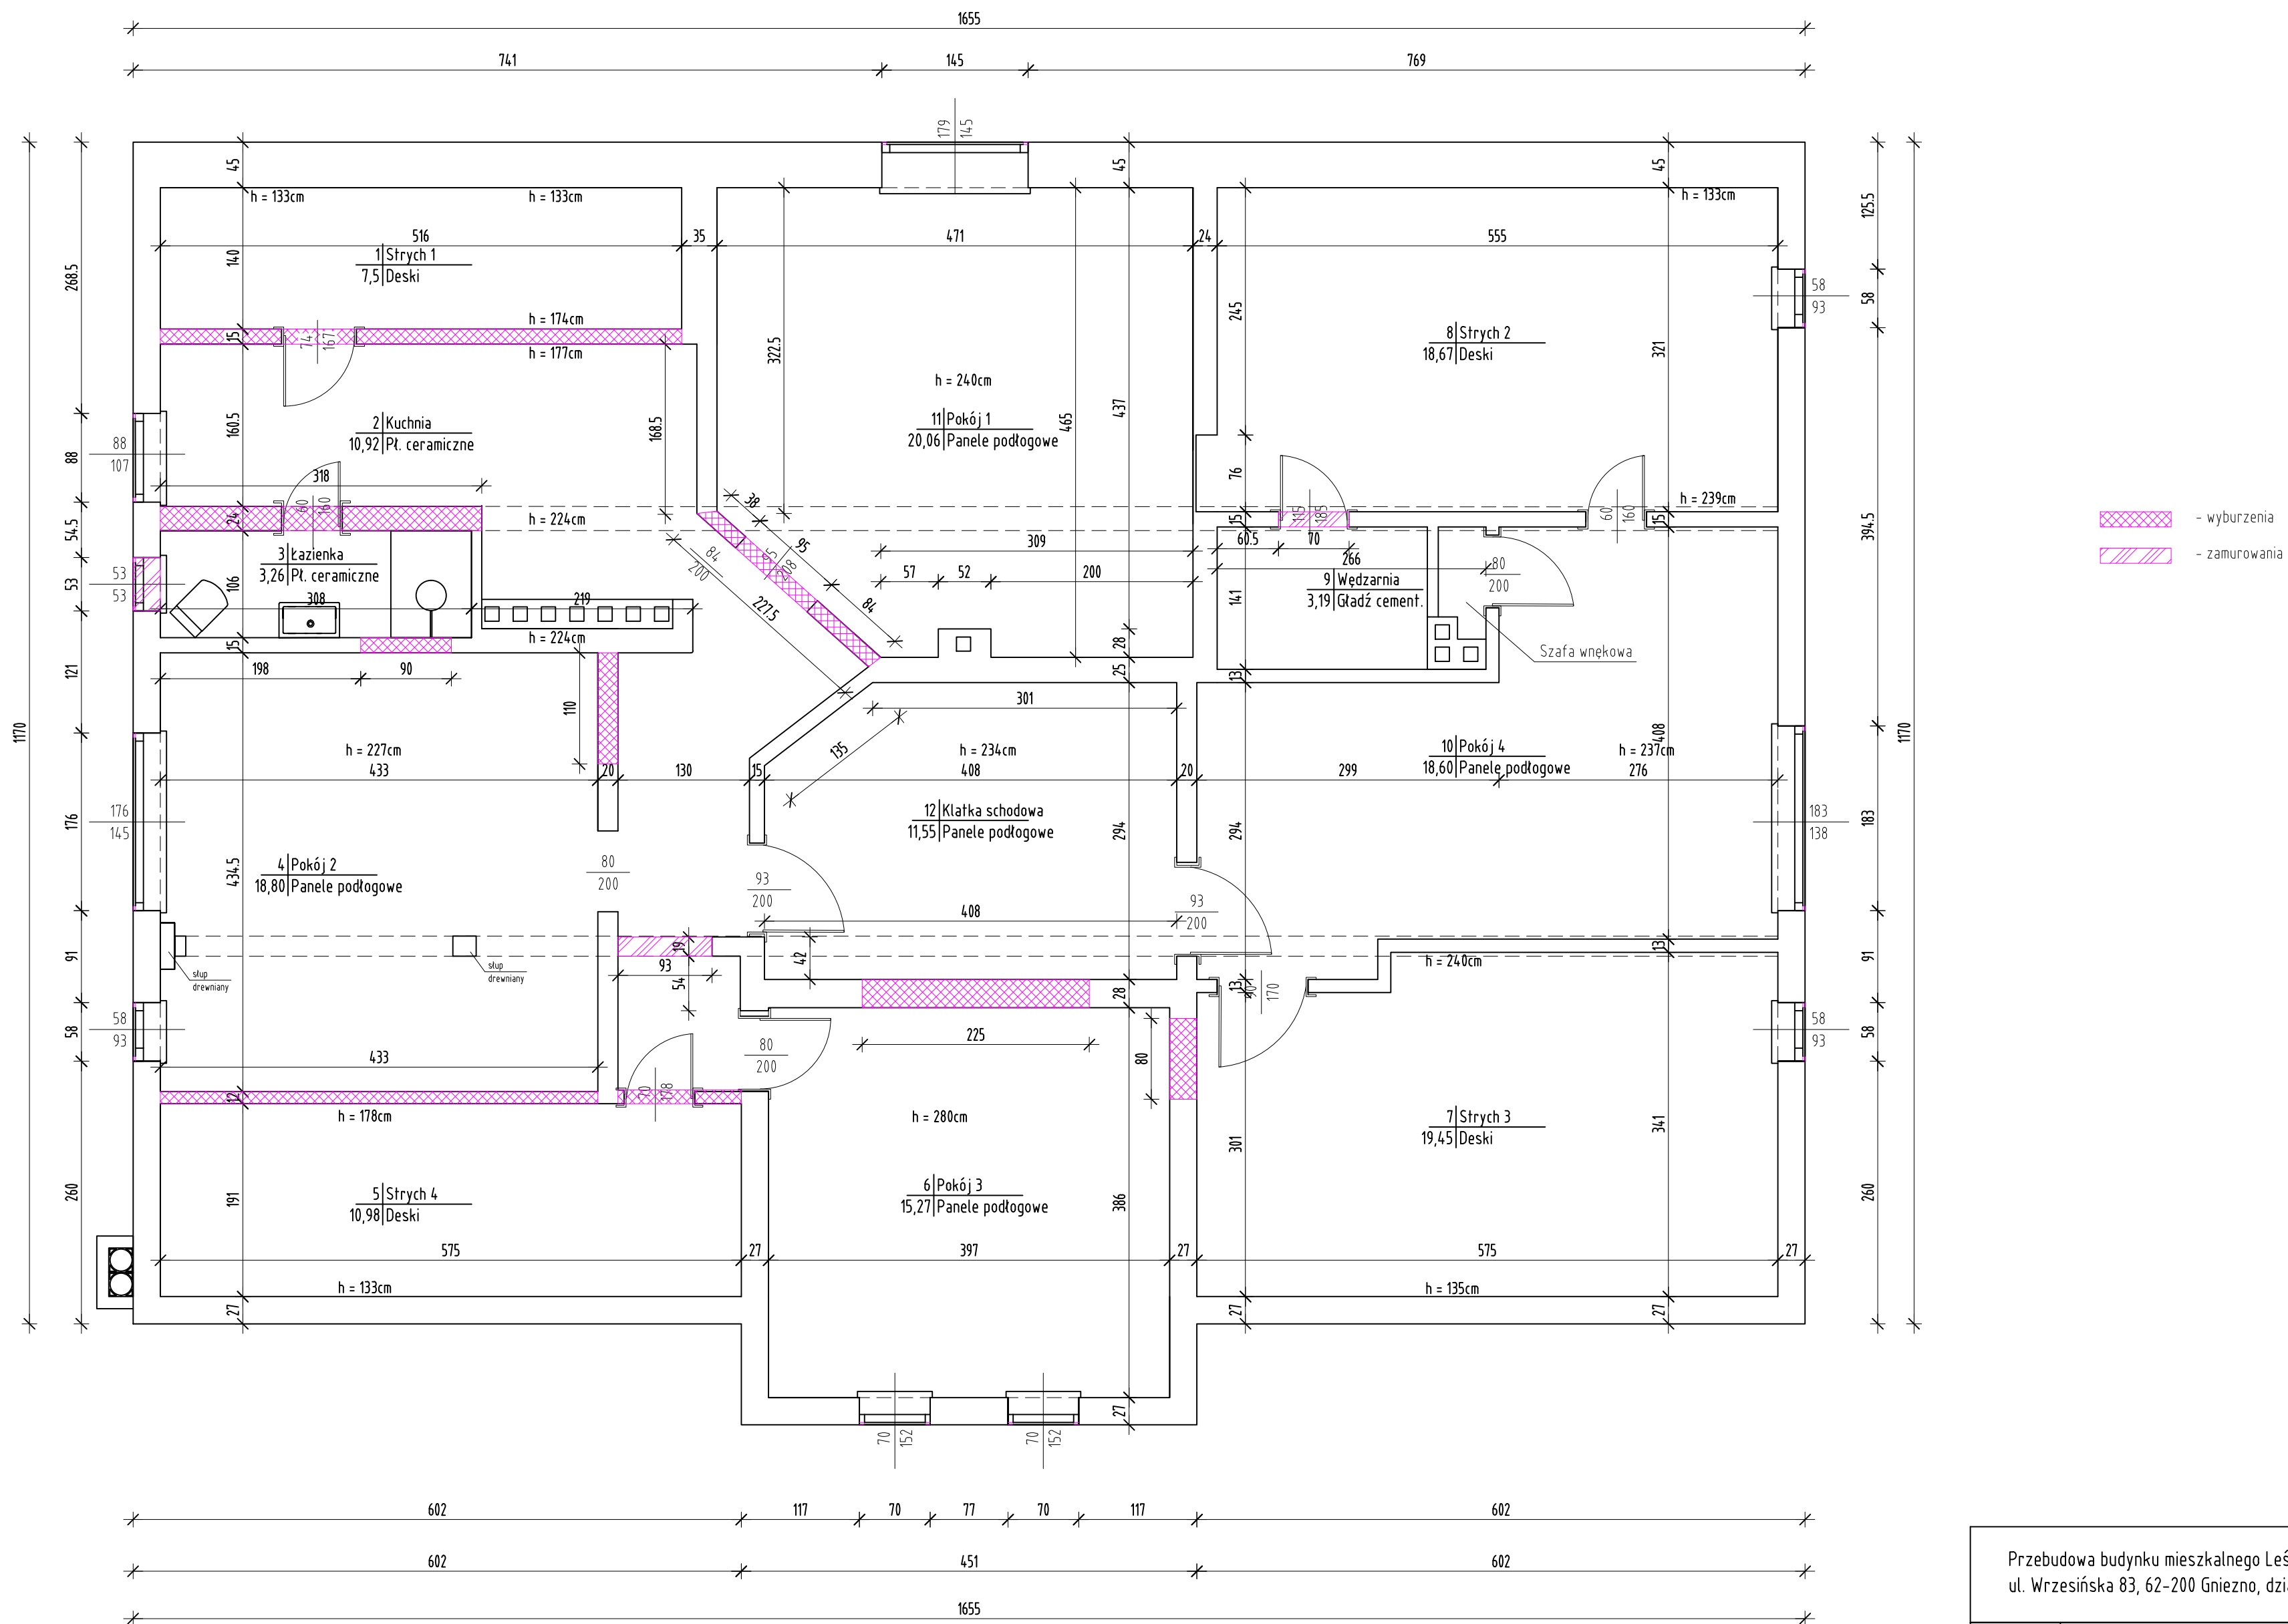 1655
741 145 769
179 145
45 45 45
h = 133cm h = 133cm h = 133cm
516 35 471 24 555
1 Strych 1
7,5 Deski
140
268.5
125.5
58
93
58
245
8 Strych 2
18,67 Deski
321
h = 174cm
15
74
167
h = 177cm
322.5
h = 240cm
11 Pokój 1
20,06 Panele podłogowe
465
437
2 Kuchnia
10,92 Pł. ceramiczne
160.5
168.5
88
107
88
318
76
h = 239cm
24
60
160
h = 224cm
38
95
84
95
208
84
200
227.5
54.5
3 Łazienka
3,26 Pł. ceramiczne
53
53
53
106
308
219
h = 224cm
309
57 52 200
15
115
185
60
160
15
60.5 70
266
9 Wędzarnia
3,19 Gładź cement.
141
80
200
Szafa wnękowa
394.5
- wyburzenia
- zamurowania
28
25
13
15
198 90
121
110
301
135
1170
1170
h = 227cm
433 20 130 15 408 20 299 276
h = 234cm
h = 237cm
408
10 Pokój 4
18,60 Panele podłogowe
12 Klatka schodowa
11,55 Panele podłogowe
294
294
176
145
176
183
138
183
4 Pokój 2
18,80 Panele podłogowe
434.5
80
200
93
200
93
200
408
słup
drewniany
słup
drewniany
91
91
19
93
54
42
13
h = 240cm
13
170
28
58
93
58
58
93
58
433
225
80
80
200
12
70
178
h = 178cm
h = 280cm
7 Strych 3
19,45 Deski
301
341
260
260
191
5 Strych 4
10,98 Deski
6 Pokój 3
15,27 Panele podłogowe
386
575 27 397 27 575 27
h = 133cm
h = 135cm
27 27 27
27
70 152
70 152
602 117 70 77 70 117 602
602 451 602
1655
Przebudowa budynku mieszkalnego
ul. Wrzesińska 83, 62-200 Gniezno,